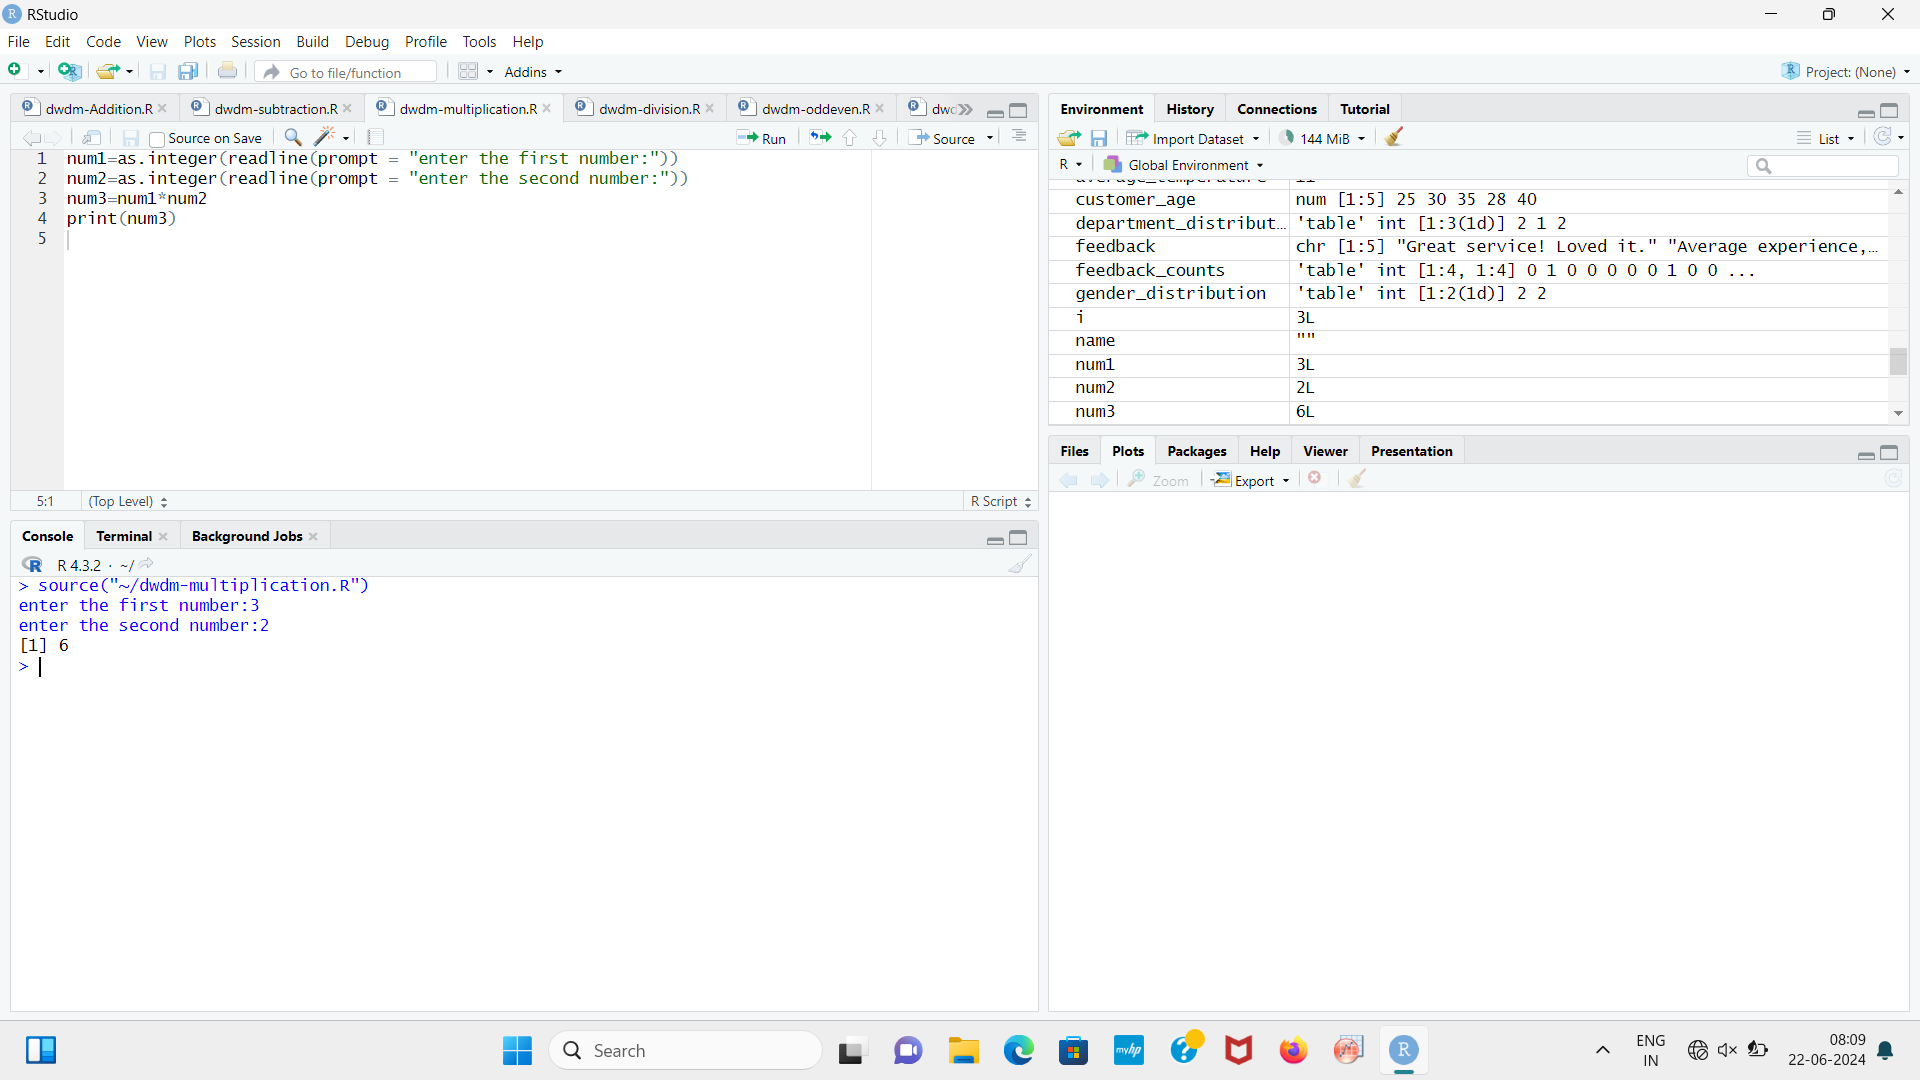 RStudio
File Edit Code View Plots Session Build Debug Profile Tools Help
Go to file/function Addins Project: (None)
dwdm-Addition.R dwdm-subtraction.R dwdm-multiplication.R dwdm-division.R dwdm-oddeven.R
Source on Save Run Source
1 num1=as.integer(readline(prompt = "enter the first number:"))
2 num2=as.integer(readline(prompt = "enter the second number:"))
3 num3=num1*num2
4 print(num3)
5
5:1 (Top Level) R Script
Console Terminal Background Jobs
R 4.3.2 · ~/
> source("~/dwdm-multiplication.R")
enter the first number:3
enter the second number:2
[1] 6
>
Environment History Connections Tutorial
Import Dataset 144 MiB List
R Global Environment
customer_age num [1:5] 25 30 35 28 40
department_distribut… 'table' int [1:3(1d)] 2 1 2
feedback chr [1:5] "Great service! Loved it." "Average experience,…
feedback_counts 'table' int [1:4, 1:4] 0 1 0 0 0 0 0 1 0 0 ...
gender_distribution 'table' int [1:2(1d)] 2 2
i 3L
name ""
num1 3L
num2 2L
num3 6L
Files Plots Packages Help Viewer Presentation
Zoom Export
Search
myhp
ENG
IN
08:09
22-06-2024